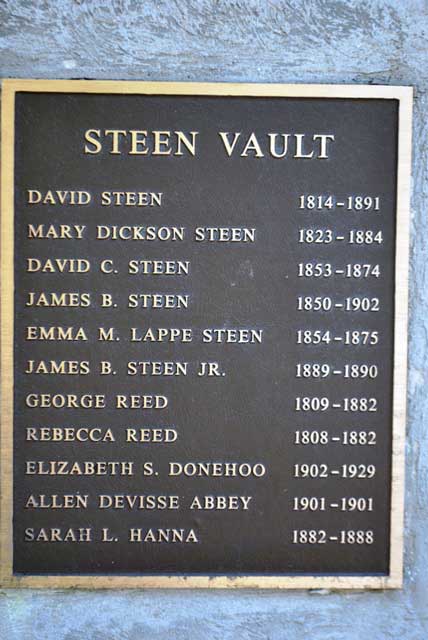 STEEN VAULT
DAVID STEEN 1814-1891
MARY DICKSON STEEN 1823-1884
DAVID C. STEEN 1853-1874
JAMES B. STEEN 1850-1902
EMMA M. LAPPE STEEN 1854-1875
JAMES B. STEEN JR. 1889-1890
GEORGE REED 1809-1882
REBECCA REED 1808-1882
ELIZABETH S. DONEHOO 1902-1929
ALLEN DEVISSE ABBEY 1901-1901
SARAH L. HANNA 1882-1888